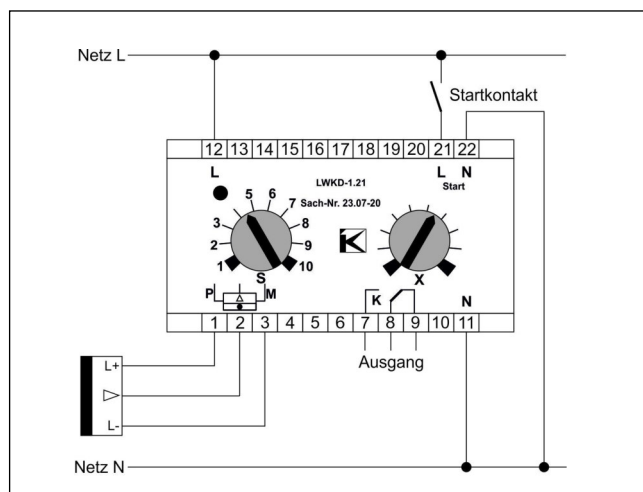 Netz L
Startkontakt
12 13 14 15 16 17 18 19 20 21 22
L L N
LWKD-1.21 Start
5 6
7 Sach-Nr. 23.07-20
3 8
2 9
1 10
S X
P M K N
1 2 3 4 5 6 7 8 9 10 11
Ausgang
L+
L-
Netz N